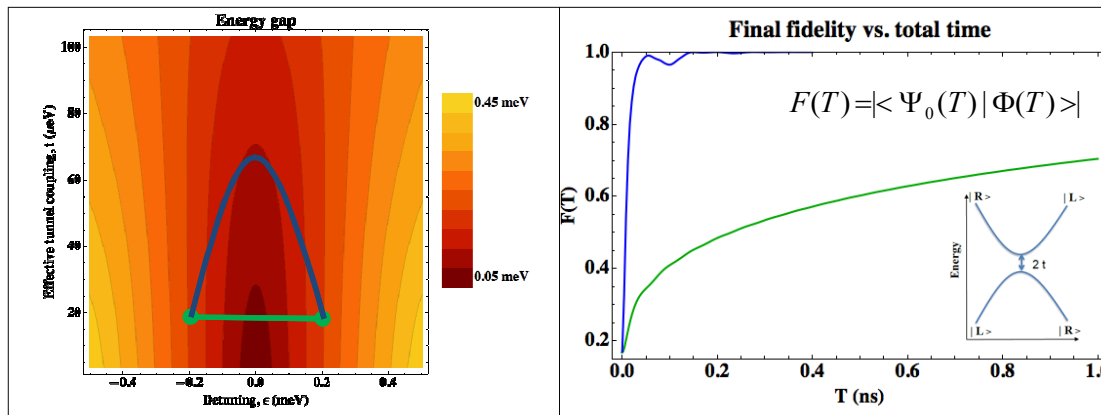 Energy gap
Effective tunnel coupling, t (μeV)
100
80
60
40
20
−0.4
−0.2
0.0
0.2
0.4
Detuning, ϵ (meV)
0.45 meV
0.05 meV
Final fidelity vs. total time
F(T)=|< Ψ₀(T) | Φ(T) >|
F(T)
1.0
0.8
0.6
0.4
0.2
0.0
0.2
0.4
0.6
0.8
1.0
T (ns)
| R >
| L >
Energy
2 t
| L >
| R >